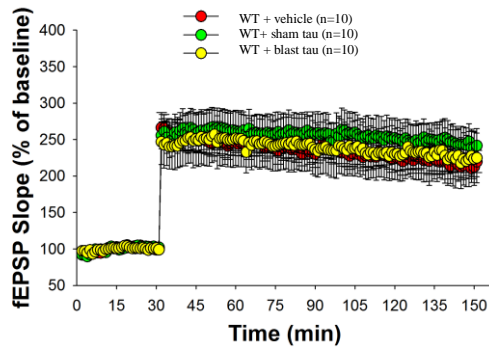 WT + vehicle (n=10)
WT+ sham tau (n=10)
WT + blast tau (n=10)
fEPSP Slope (% of baseline)
400
350
300
250
200
150
100
50
0 15 30 45 60 75 90 105 120 135 150
Time (min)